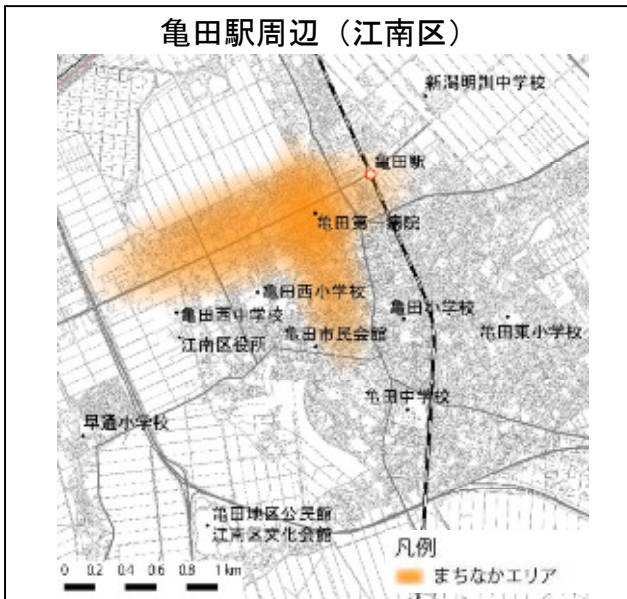 亀田駅周辺（江南区）
新潟明訓中学校
亀田駅
亀田第一病院
亀田西小学校
亀田西中学校
亀田小学校
亀田市民会館
亀田東小学校
江南区役所
亀田中学校
早通小学校
亀田地区公民館
江南区文化会館
凡例
まちなかエリア
0 0.2 0.4 0.6 0.8 1 km